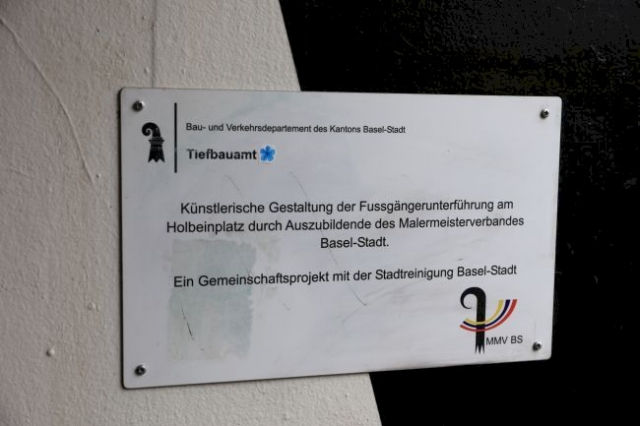 Bau- und Verkehrsdepartement des Kantons Basel-Stadt
Tiefbauamt
Künstlerische Gestaltung der Fussgängerunterführung am
Holbeinplatz durch Auszubildende des Malermeisterverbandes
Basel-Stadt.
Ein Gemeinschaftsprojekt mit der Stadtreinigung Basel-Stadt
MMV BS